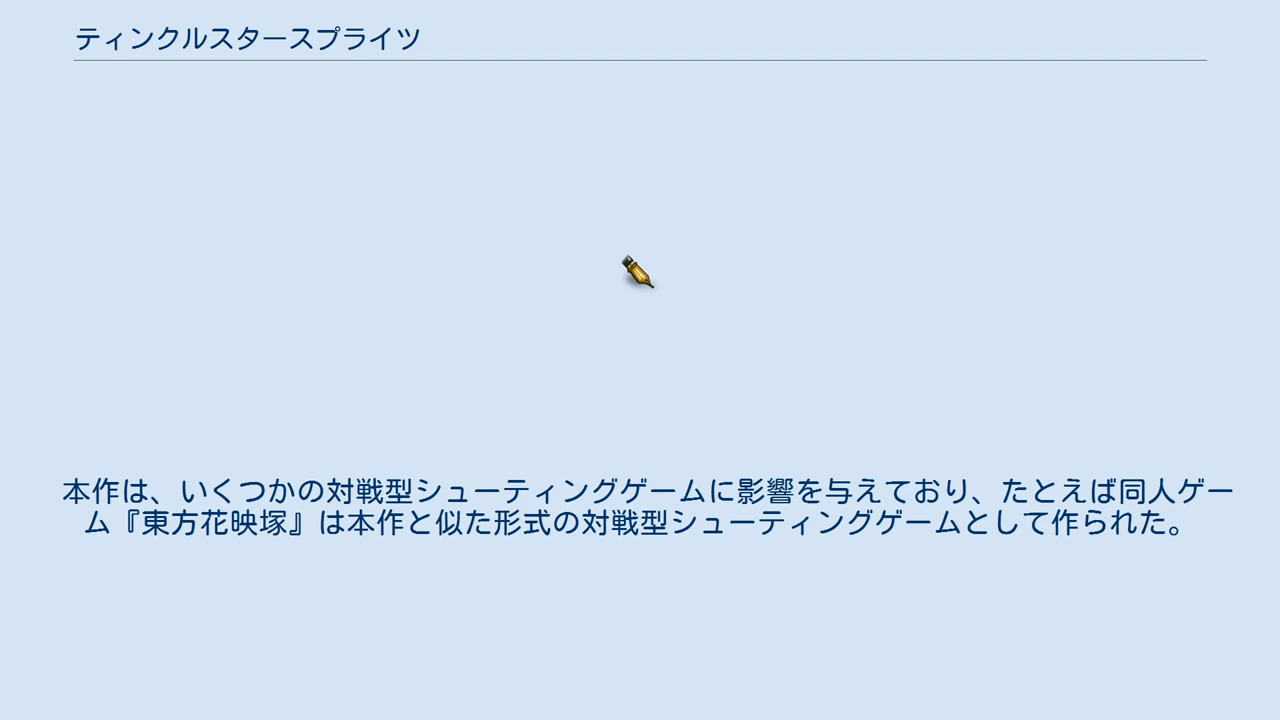 ティンクルスタースプライツ
本作は、いくつかの対戦型シューティングゲームに影響を与えており、たとえば同人ゲー
ム『東方花映塚』は本作と似た形式の対戦型シューティングゲームとして作られた。